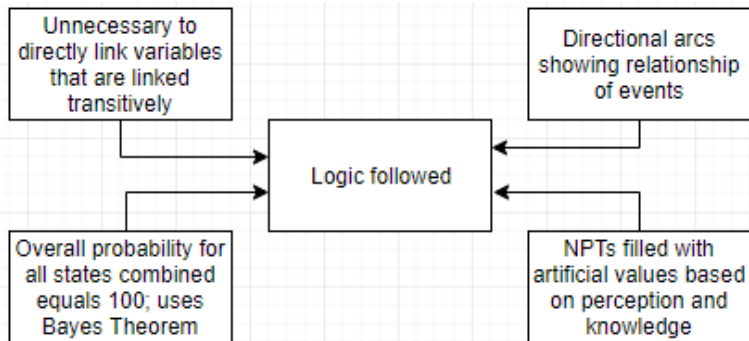 Unnecessary to
directly link variables
that are linked
transitively
Directional arcs
showing relationship
of events
Logic followed
Overall probability for
all states combined
equals 100; uses
Bayes Theorem
NPTs filled with
artificial values based
on perception and
knowledge